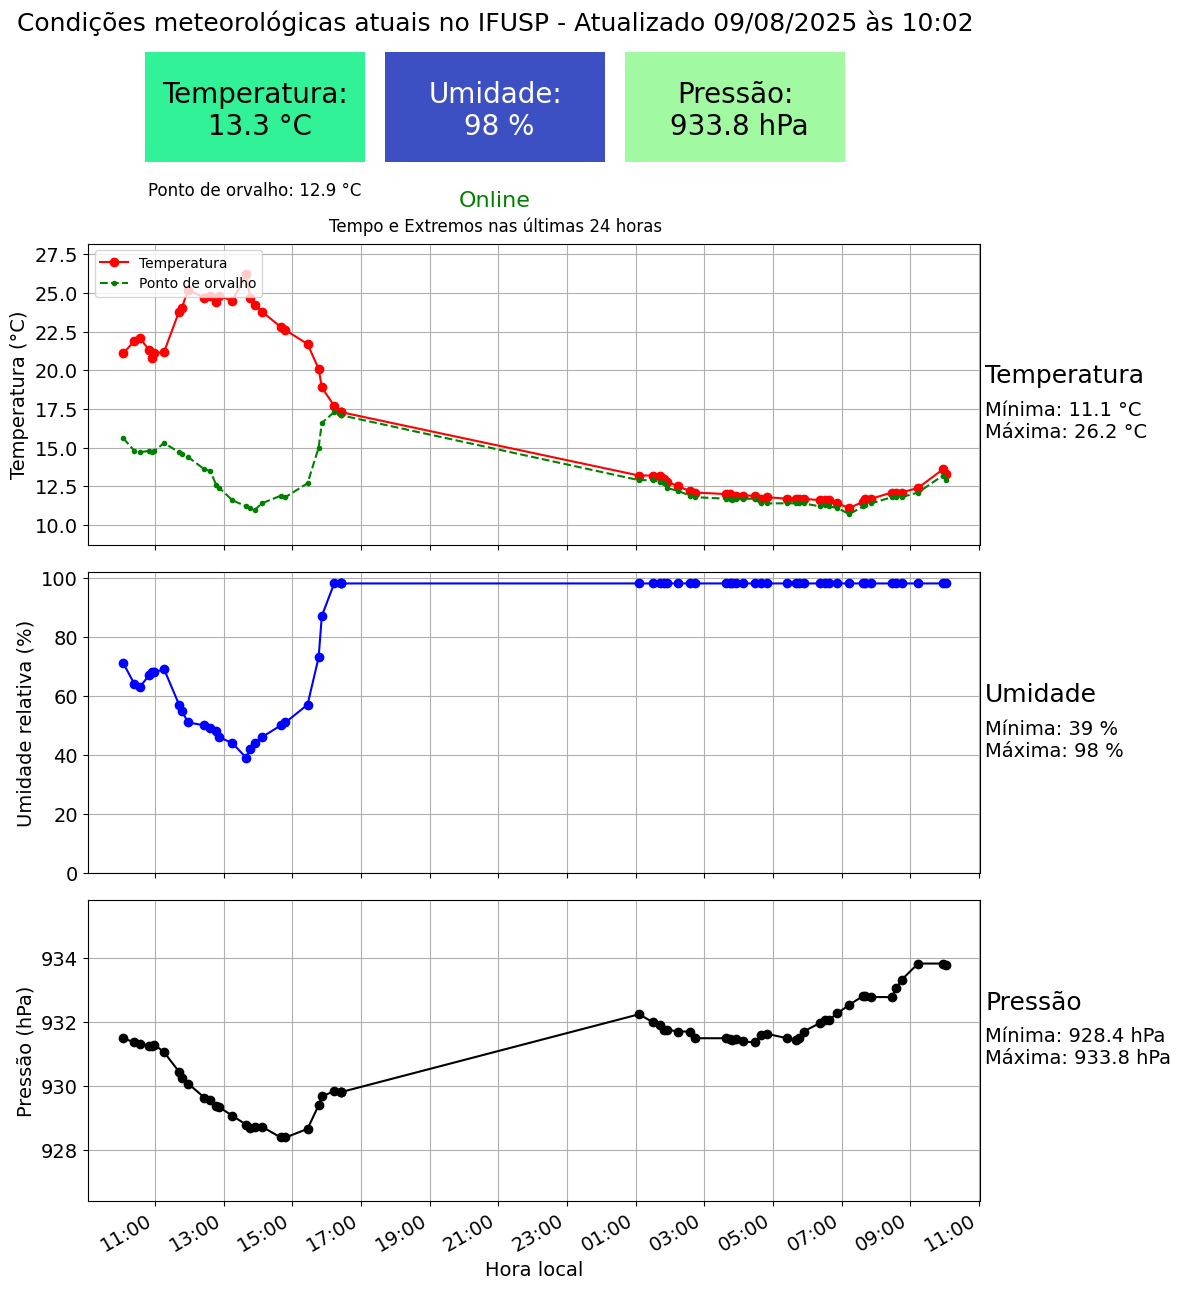 Condições meteorológicas atuais no IFUSP - Atualizado 09/08/2025 às 10:02
Temperatura:
13.3 °C
Umidade:
98 %
Pressão:
933.8 hPa
Ponto de orvalho: 12.9 °C
Online
Tempo e Extremos nas últimas 24 horas
Temperatura (°C)
27.5
25.0
22.5
20.0
17.5
15.0
12.5
10.0
Temperatura
Ponto de orvalho
Temperatura
Mínima: 11.1 °C
Máxima: 26.2 °C
Umidade relativa (%)
100
80
60
40
20
0
Umidade
Mínima: 39 %
Máxima: 98 %
Pressão (hPa)
934
932
930
928
Pressão
Mínima: 928.4 hPa
Máxima: 933.8 hPa
11:00 13:00 15:00 17:00 19:00 21:00 23:00 01:00 03:00 05:00 07:00 09:00 11:00
Hora local